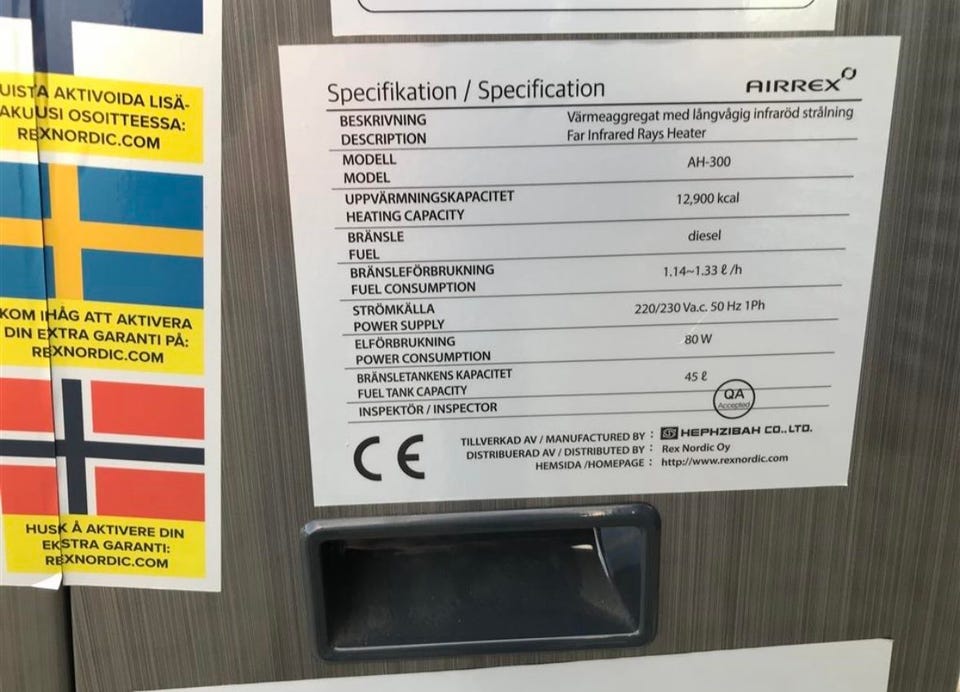 UISTA AKTIVOIDA LISÄ-
AKUUSI OSOITTEESSA:
REXNORDIC.COM
KOM IHÅG ATT AKTIVERA
DIN EXTRA GARANTI PÅ:
REXNORDIC.COM
HUSK Å AKTIVERE DIN
EKSTRA GARANTI:
REXNORDIC.COM
Specifikation / Specification
AIRREX
BESKRIVNING
DESCRIPTION
Värmeaggregat med långvågig infraröd strålning
Far Infrared Rays Heater
MODELL
MODEL
AH-300
UPPVÄRMNINGSKAPACITET
HEATING CAPACITY
12,900 kcal
BRÄNSLE
FUEL
diesel
BRÄNSLEFÖRBRUKNING
FUEL CONSUMPTION
1.14~1.33 ℓ /h
STRÖMKÄLLA
POWER SUPPLY
220/230 Va.c. 50 Hz 1Ph
ELFÖRBRUKNING
POWER CONSUMPTION
80 W
BRÄNSLETANKENS KAPACITET
FUEL TANK CAPACITY
45 ℓ
INSPEKTÖR / INSPECTOR
QA
Accepted
CE
TILLVERKAD AV / MANUFACTURED BY : HEPHZIBAH CO.,LTD.
DISTRIBUERAD AV / DISTRIBUTED BY : Rex Nordic Oy
HEMSIDA /HOMEPAGE : http://www.rexnordic.com